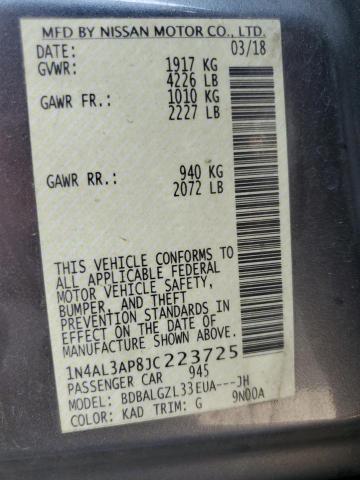 MFD BY NISSAN MOTOR CO., LTD.
DATE: 03/18
GVWR: 1917 KG
4226 LB
GAWR FR.: 1010 KG
2227 LB
GAWR RR.: 940 KG
2072 LB
THIS VEHICLE CONFORMS TO
ALL APPLICABLE FEDERAL
MOTOR VEHICLE SAFETY,
BUMPER, AND THEFT
PREVENTION STANDARDS IN
EFFECT ON THE DATE OF
MANUFACTURE SHOWN ABOVE.
1N4AL3AP8JC223725
PASSENGER CAR 945
MODEL: BDBALGZL33EUA---JH
COLOR: KAD TRIM: G 9N00A